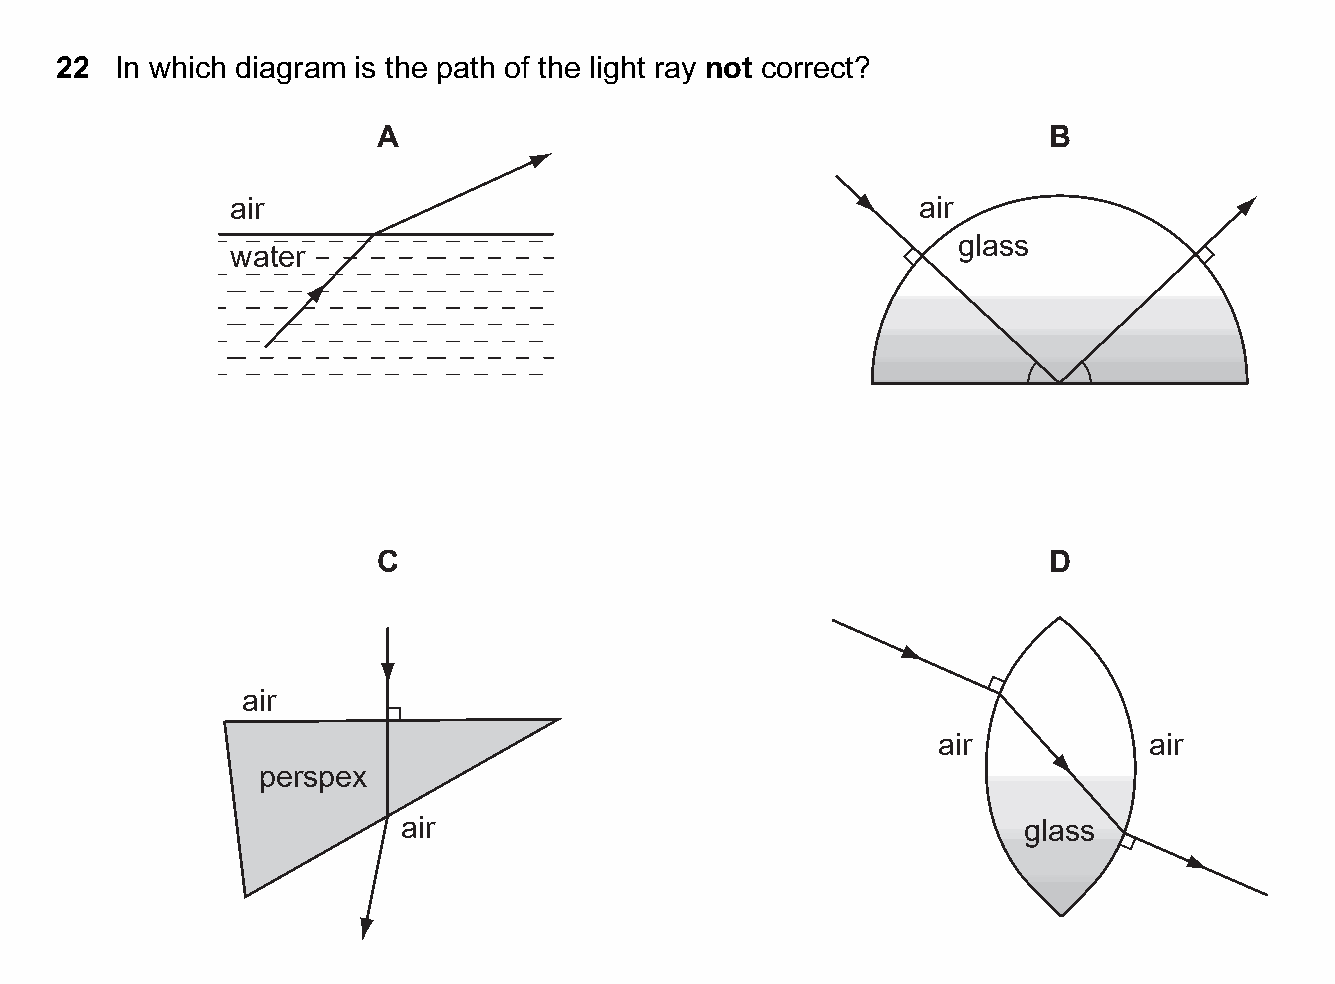 22 In which diagram is the path of the light ray not correct?
A
B
air
water
air
glass
C
D
air
perspex
air
air
air
glass